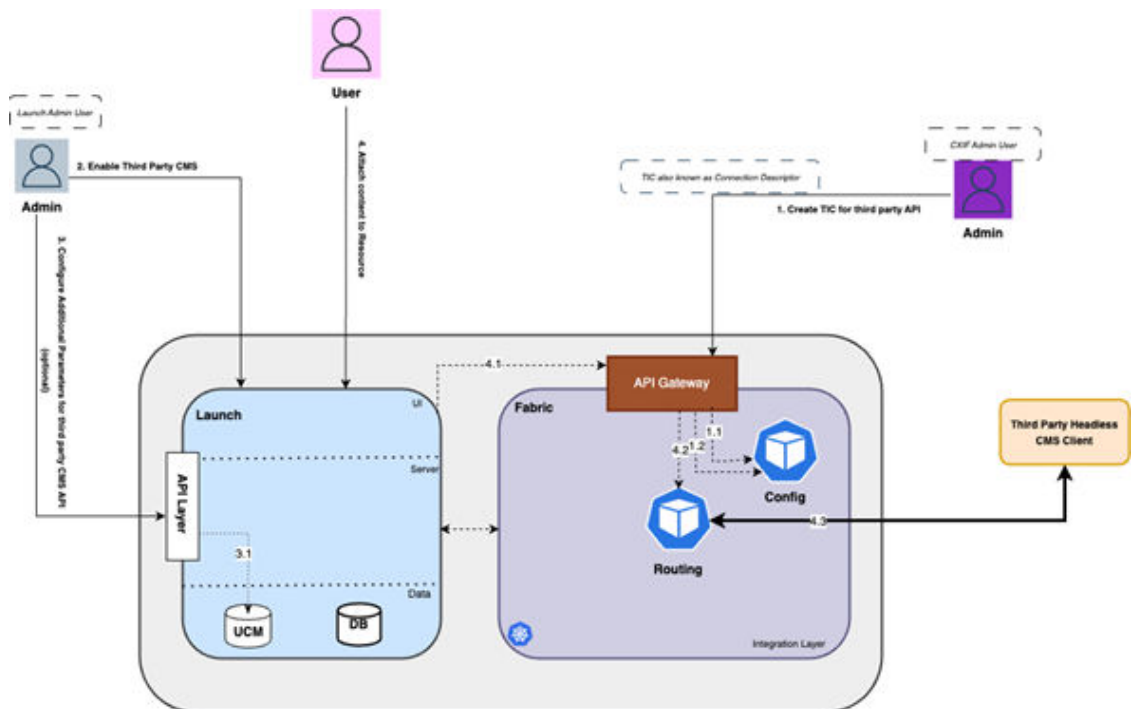 User
Launch Admin User
Admin
2. Enable Third Party CMS
4. Attach content to Resource
CXIF Admin User
TIC also known as Connection Descriptor
1. Create TIC for third party API
Admin
3. Configure Additional Parameters for third party CMS API
(optional)
4.1
API Gateway
Launch
UI
Fabric
1.1
1.2
4.2
Third Party Headless
CMS Client
Server
API Layer
Config
4.3
3.1
Routing
Data
UCM
DB
Integration Layer